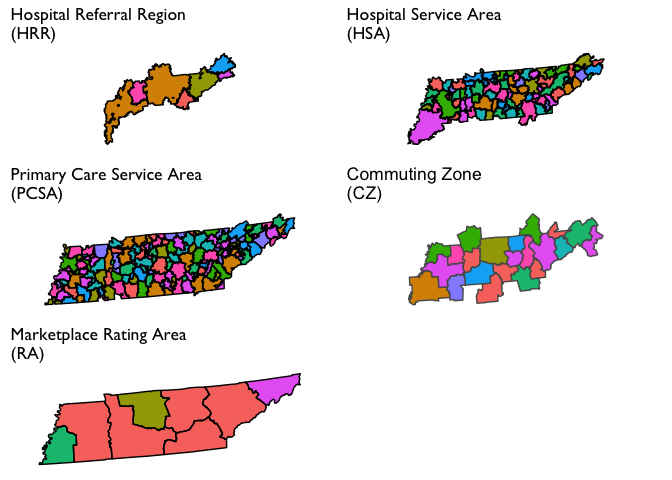 Hospital Referral Region
(HRR)
Hospital Service Area
(HSA)
Primary Care Service Area
(PCSA)
Commuting Zone
(CZ)
Marketplace Rating Area
(RA)